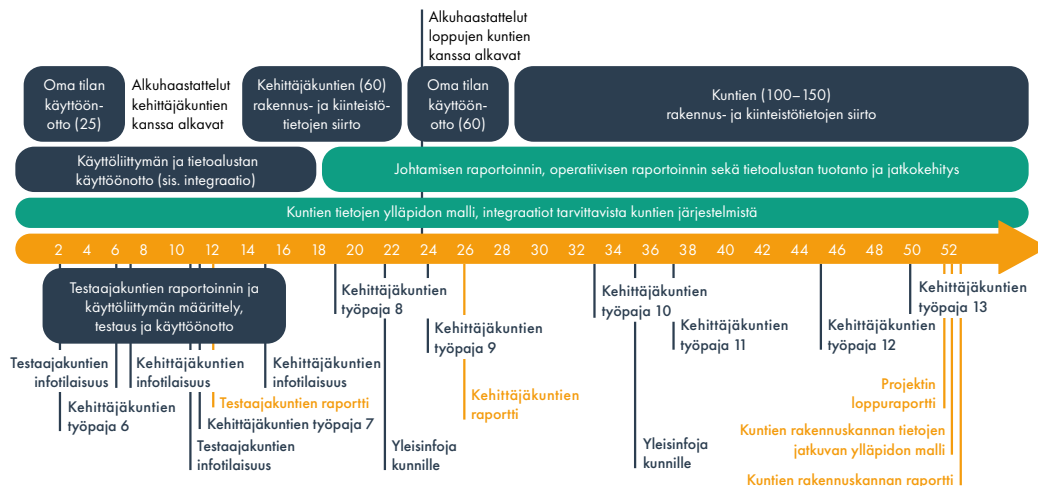 Alkuhaastattelut
loppujen kuntien
kanssa alkavat
Oma tilan
käyttöön-
otto (25)
Alkuhaastattelut
kehittäjäkuntien
kanssa alkavat
Kehittäjäkuntien (60)
rakennus- ja kiinteistö-
tietojen siirto
Oma tilan
käyttöön-
otto (60)
Kuntien (100–150)
rakennus- ja kiinteistötietojen siirto
Käyttöliittymän ja tietoalustan
käyttöönotto (sis. integraatio)
Johtamisen raportoinnin, operatiivisen raportoinnin sekä tietoalustan tuotanto ja jatkokehitys
Kuntien tietojen ylläpidon malli, integraatiot tarvittavista kuntien järjestelmistä
2 4 6 8 10 12 14 16 18 20 22 24 26 28 30 32 34 36 38 40 42 44 46 48 50 52
Testaajakuntien raportoinnin ja
käyttöliittymän määrittely,
testaus ja käyttöönotto
Kehittäjäkuntien
työpaja 8
Kehittäjäkuntien
työpaja 9
Kehittäjäkuntien
työpaja 10
Kehittäjäkuntien
työpaja 11
Kehittäjäkuntien
työpaja 12
Kehittäjäkuntien
työpaja 13
Testaajakuntien
infotilaisuus
Kehittäjäkuntien
infotilaisuus
Kehittäjäkuntien
infotilaisuus
Kehittäjäkuntien
työpaja 6
Testaajakuntien raportti
Kehittäjäkuntien työpaja 7
Testaajakuntien
infotilaisuus
Yleisinfoja
kunnille
Kehittäjäkuntien
raportti
Yleisinfoja
kunnille
Projektin
loppuraportti
Kuntien rakennuskannan tietojen
jatkuvan ylläpidon malli
Kuntien rakennuskannan raportti